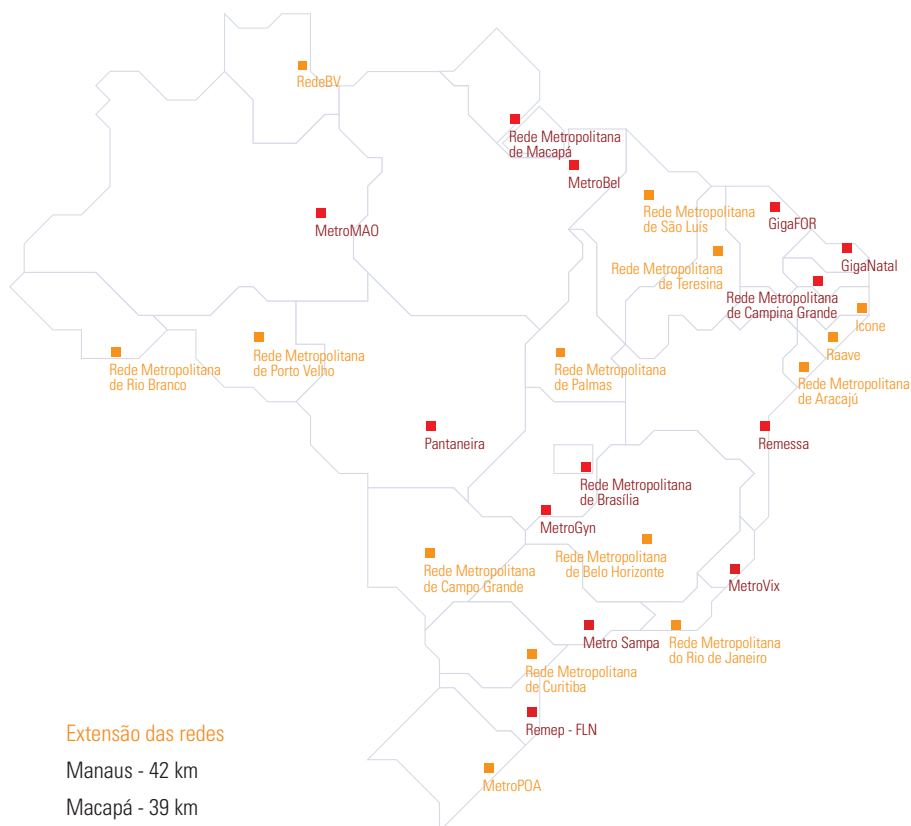 RedeBV
Rede Metropolitana
de Macapá
MetroBel
Rede Metropolitana
de São Luís
GigaFOR
MetroMAO
GigaNatal
Rede Metropolitana
de Teresina
Rede Metropolitana
de Campina Grande
Icone
Raave
Rede Metropolitana
de Rio Branco
Rede Metropolitana
de Porto Velho
Rede Metropolitana
de Palmas
Rede Metropolitana
de Aracajú
Pantaneira
Remessa
Rede Metropolitana
de Brasília
MetroGyn
Rede Metropolitana
de Belo Horizonte
Rede Metropolitana
de Campo Grande
MetroVix
Metro Sampa
Rede Metropolitana
do Rio de Janeiro
Rede Metropolitana
de Curitiba
Remep - FLN
MetroPOA
Extensão das redes
Manaus - 42 km
Macapá - 39 km